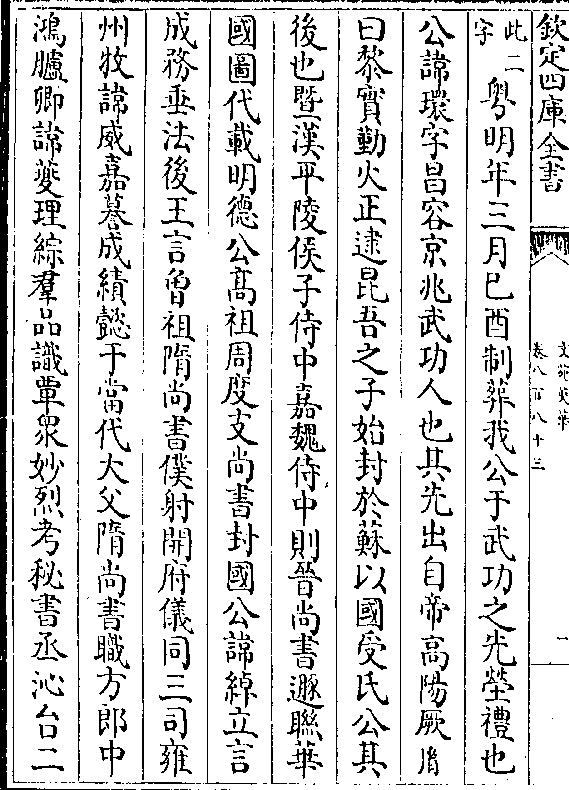 欽定四庫全書
文苑英華
卷八百八十三
一
此二
字
粤明年三月己酉制葬我公于武功之先塋禮也
公諱環字昌容京兆武功人也其先出自帝高陽厥胤
曰黎實勤火正逮昆吾之子始封於蘇以國受氏公其
後也暨漢平陵侯子侍中嘉魏侍中則晉尚書遯聯華
國圖代載明德公髙祖周度支尚書封國公諱綽立言
成務垂法後王言曾祖隋尚書僕射開府儀同三司雍
州牧諱威嘉暮成績懿于當代大父隋尚書職方郎中
鴻臚卿諱夔理綜羣品識覃衆妙烈考秘書丞沁台二